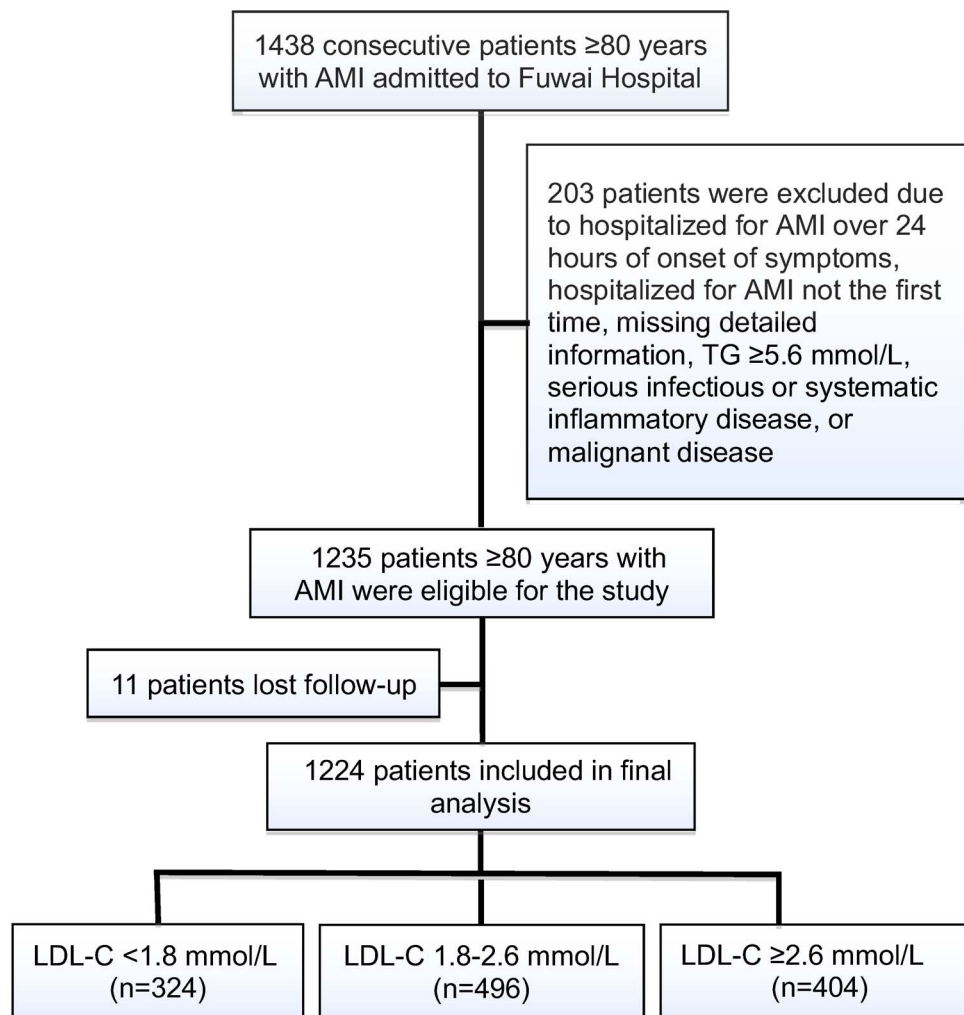 1438 consecutive patients ≥80 years
with AMI admitted to Fuwai Hospital
203 patients were excluded due
to hospitalized for AMI over 24
hours of onset of symptoms,
hospitalized for AMI not the first
time, missing detailed
information, TG ≥5.6 mmol/L,
serious infectious or systematic
inflammatory disease, or
malignant disease
1235 patients ≥80 years with
AMI were eligible for the study
11 patients lost follow-up
1224 patients included in final
analysis
LDL-C <1.8 mmol/L
(n=324)
LDL-C 1.8-2.6 mmol/L
(n=496)
LDL-C ≥2.6 mmol/L
(n=404)